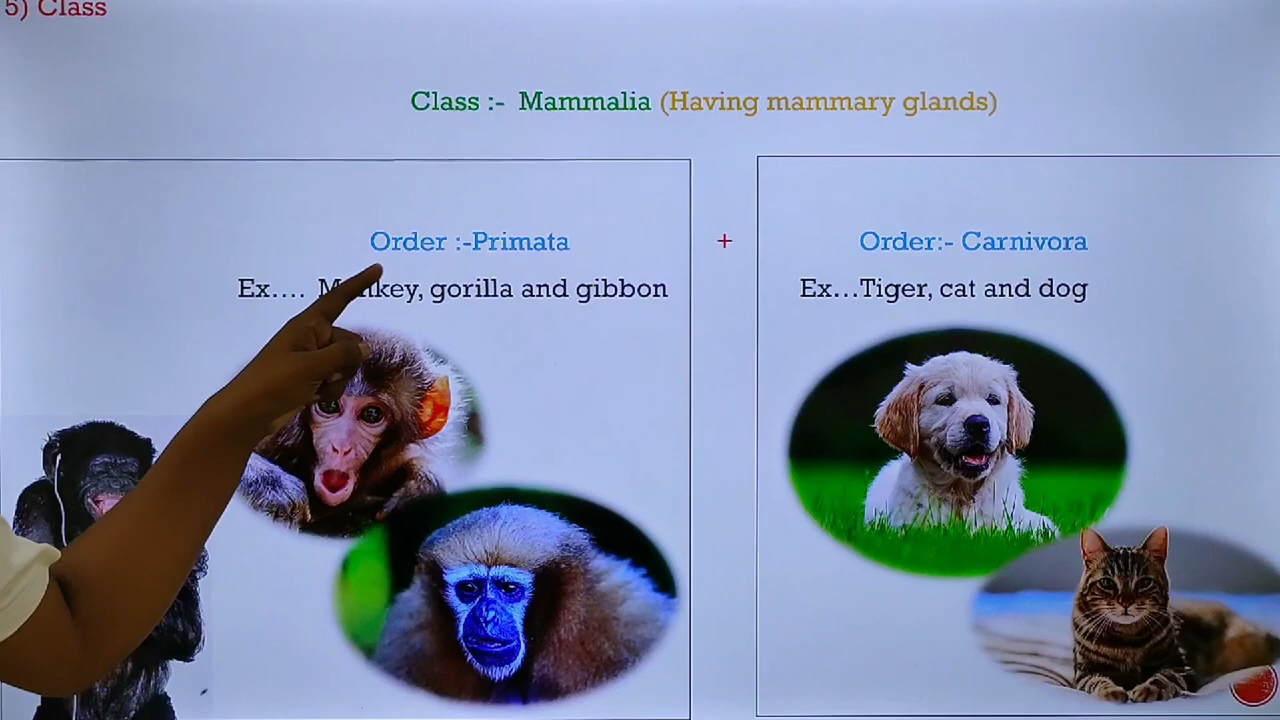 5) Class
Class :- Mammalia (Having mammary glands)
Order :-Primata
+
Order:- Carnivora
Ex.... Monkey, gorilla and gibbon
Ex...Tiger, cat and dog